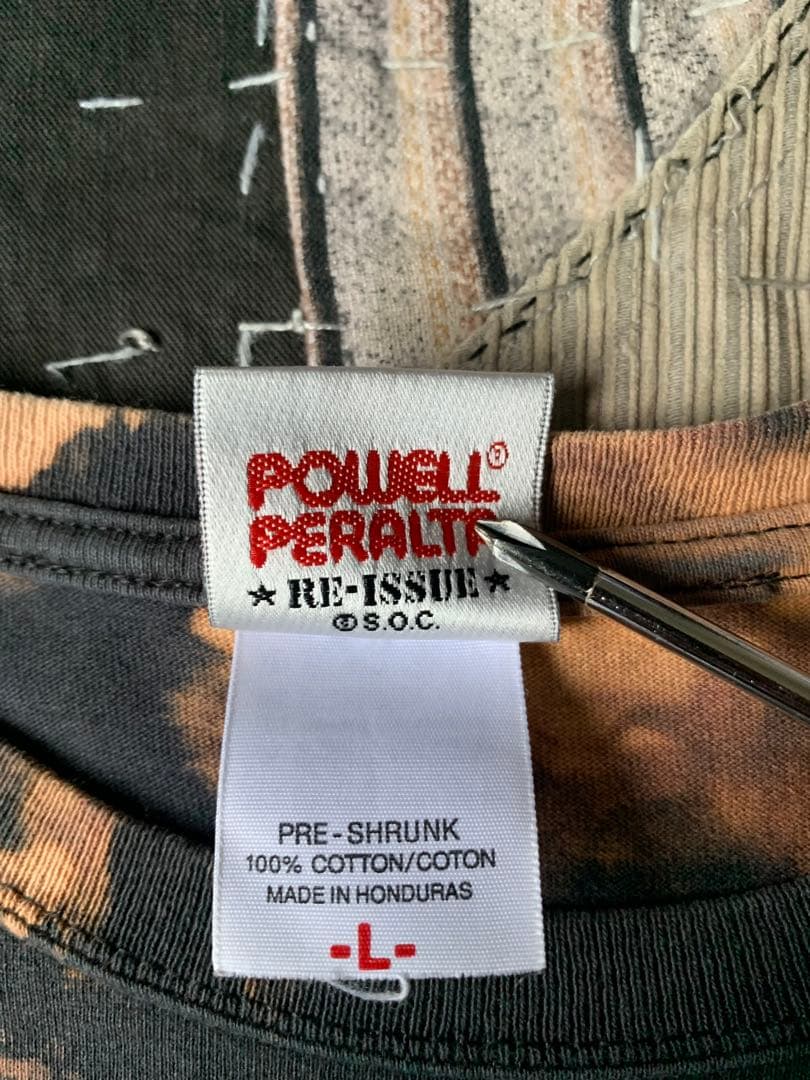 POWELL®
PERALTA
★ RE-ISSUE ★
© S.O.C.
PRE-SHRUNK
100% COTTON/COTON
MADE IN HONDURAS
-L-